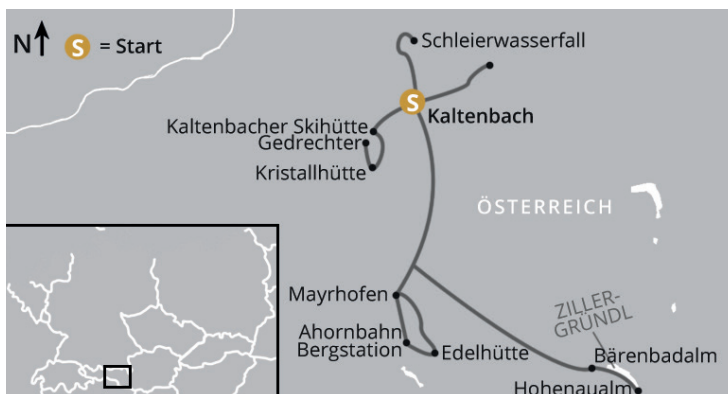 N S = Start
Schleierwasserfall
S
Kaltenbach
Kaltenbacher Skihütte
Gedrechter
Kristallhütte
ÖSTERREICH
Mayrhofen
Ahornbahn
Bergstation
Edelhütte
ZILLER-
GRÜNDL
Bärenbadalm
Hohenaualm